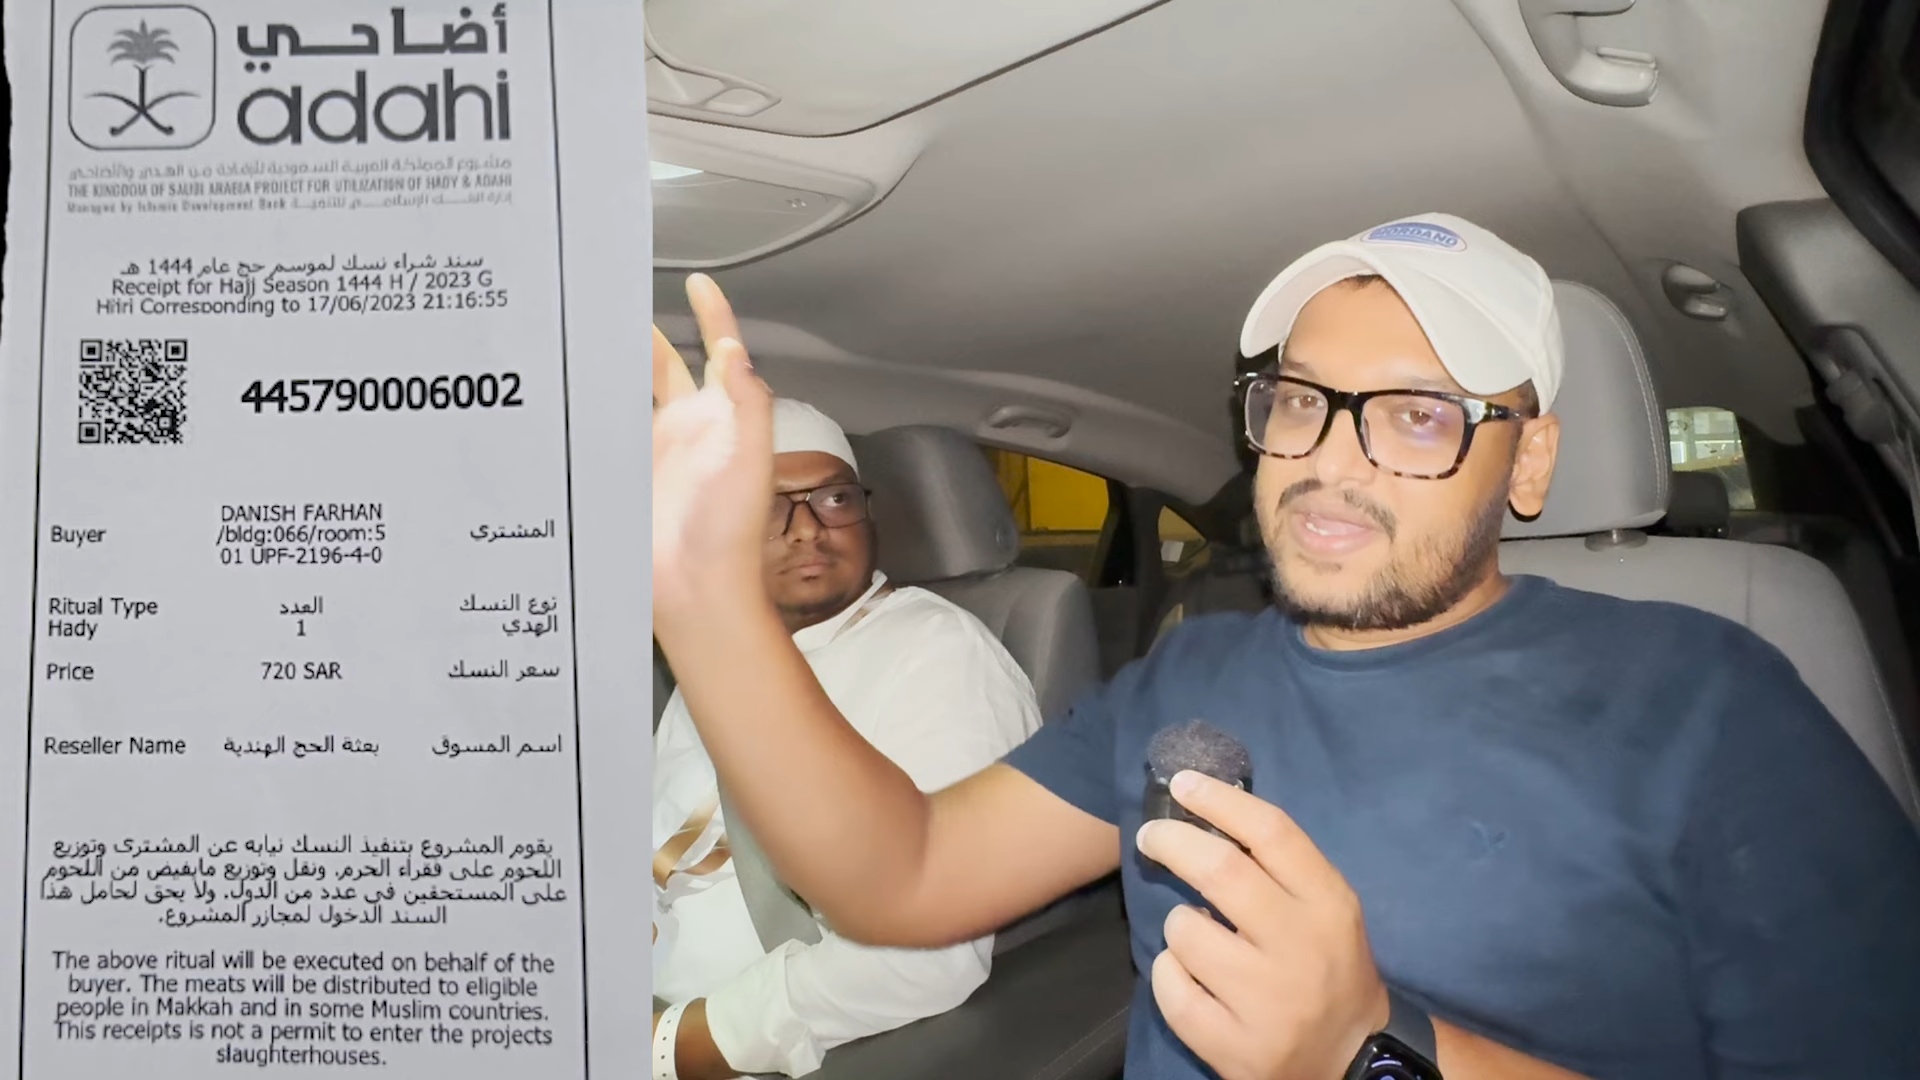 أضاحي
adahi
مشروع المملكة العربية السعودية للإفادة من الهدي والأضاحي
THE KINGDOM OF SAUDI ARABIA PROJECT FOR UTILIZATION OF HADY & ADAHI
Managed by Islamic Development Bank إدارة البنك الإسلامي للتنمية
سند شراء نسك لموسم حج عام 1444 هـ
Receipt for Hajj Season 1444 H / 2023 G
Hijri Corresponding to 17/06/2023 21:16:55
445790006002
Buyer DANISH FARHAN المشتري
/bldg:066/room:5
01 UPF-2196-4-0
Ritual Type العدد نوع النسك
Hady 1 الهدي
Price 720 SAR سعر النسك
Reseller Name بعثة الحج الهندية اسم المسوق
يقوم المشروع بتنفيذ النسك نيابه عن المشترى وتوزيع
اللحوم على فقراء الحرم. ونقل وتوزيع مايفيض من اللحوم
على المستحقين في عدد من الدول. ولا يحق لحامل هذا
السند الدخول لمجازر المشروع.
The above ritual will be executed on behalf of the
buyer. The meats will be distributed to eligible
people in Makkah and in some Muslim countries.
This receipts is not a permit to enter the projects
slaughterhouses.
GIORDANO